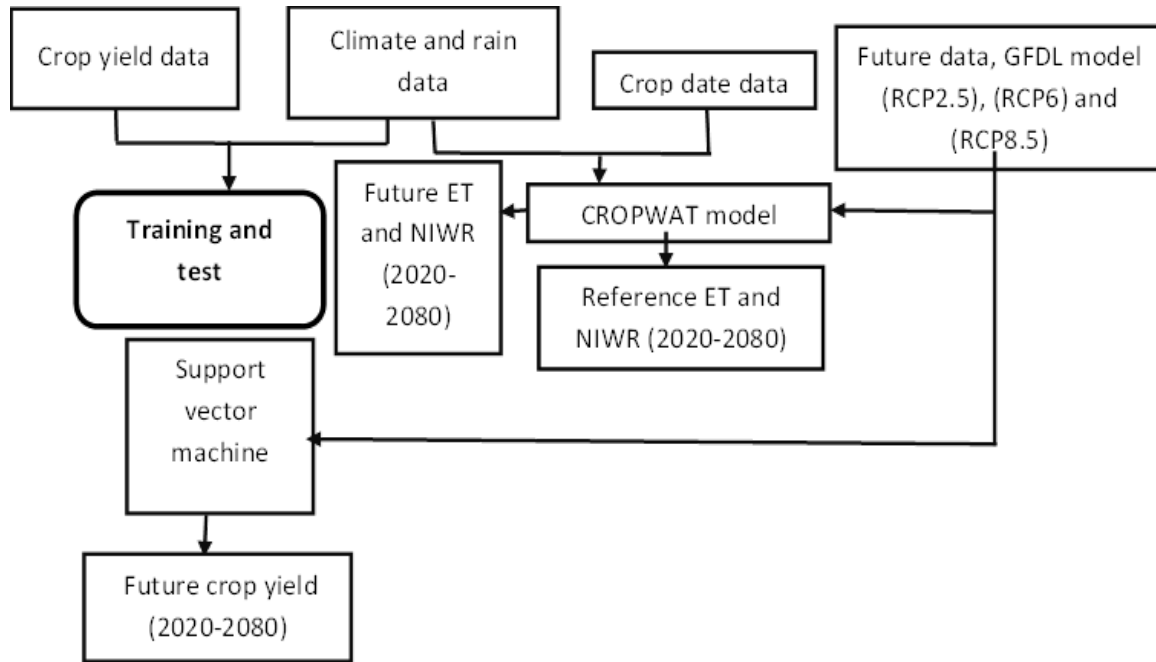 Crop yield data
Climate and rain
data
Crop date data
Future data, GFDL model
(RCP2.5), (RCP6) and
(RCP8.5)
Training and
test
Future ET
and NIWR
(2020-
2080)
CROPWAT model
Reference ET and
NIWR (2020-2080)
Support
vector
machine
Future crop yield
(2020-2080)